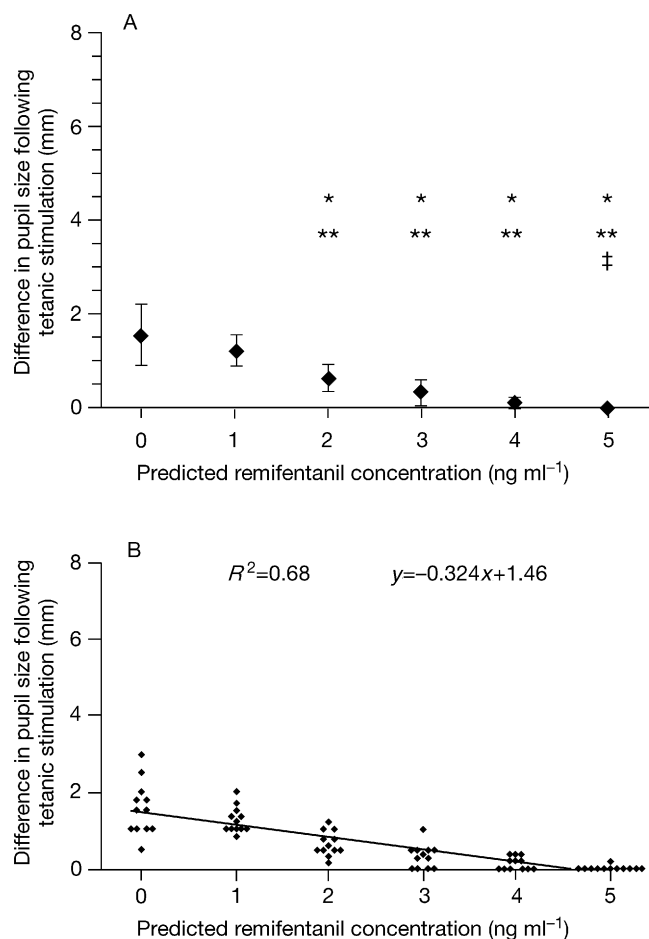 A
8
6
4
2
0
Difference in pupil size following
tetanic stimulation (mm)
* * * *
** ** ** **
‡
0 1 2 3 4 5
Predicted remifentanil concentration (ng ml⁻¹)
B
R²=0.68 y=–0.324x+1.46
8
6
4
2
0
Difference in pupil size following
tetanic stimulation (mm)
0 1 2 3 4 5
Predicted remifentanil concentration (ng ml⁻¹)